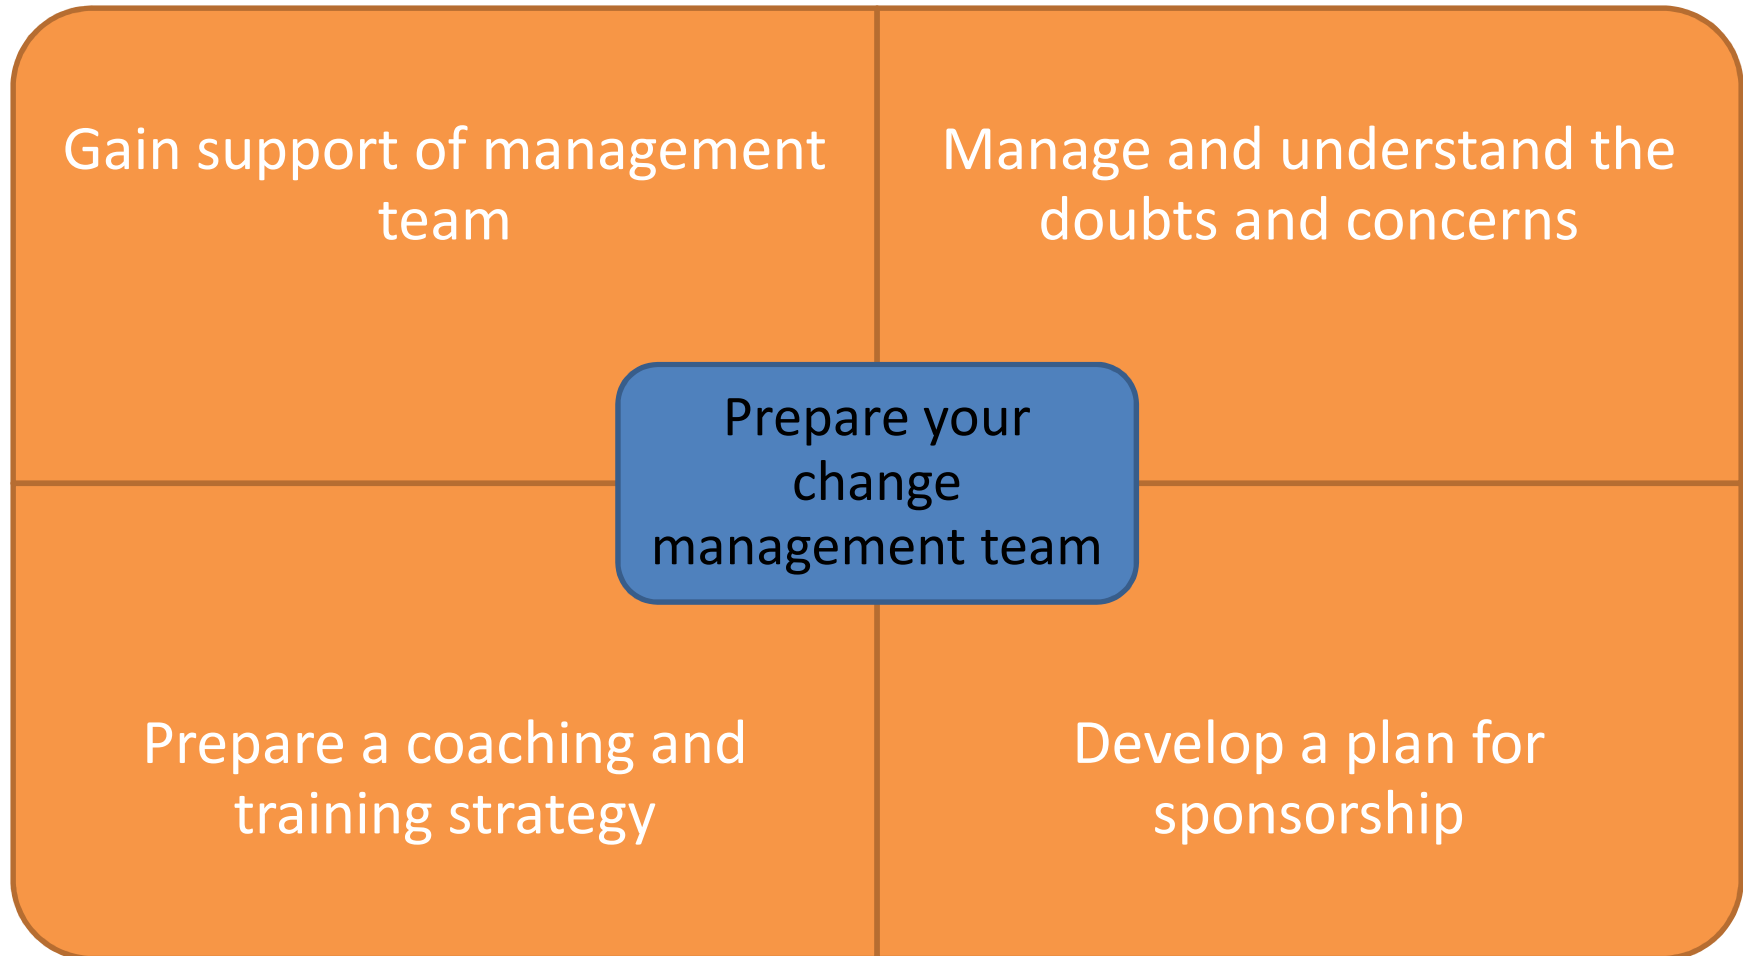 Gain support of management
team
Manage and understand the
doubts and concerns
Prepare your
change
management team
Prepare a coaching and
training strategy
Develop a plan for
sponsorship